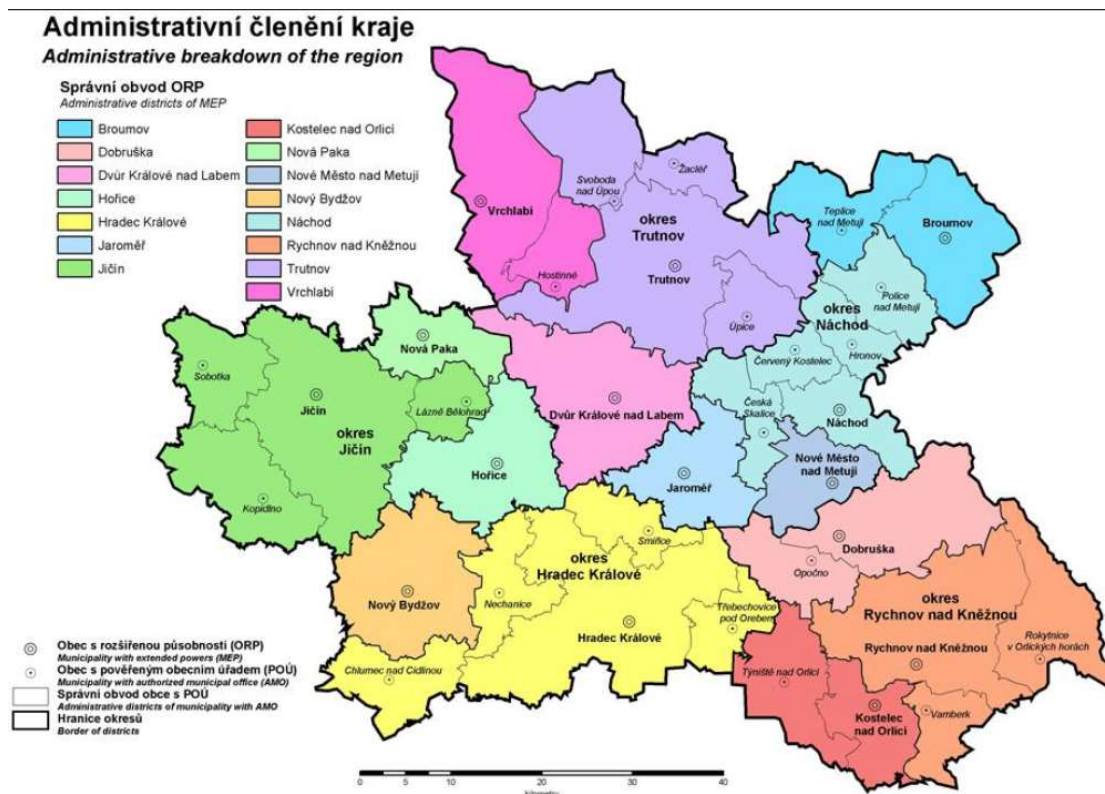 Administrativní členění kraje
Administrative breakdown of the region
Správní obvod ORP
Administrative districts of MEP
Broumov
Dobruška
Dvůr Králové nad Labem
Hořice
Hradec Králové
Jaroměř
Jičín
Kostelec nad Orlicí
Nová Paka
Nové Město nad Metují
Nový Bydžov
Náchod
Rychnov nad Kněžnou
Trutnov
Vrchlabí
Vrchlabí
Hostinné
Svoboda
nad Úpou
Žacléř
okres
Trutnov
Trutnov
Úpice
Teplice
nad Metují
Broumov
Police
nad Metují
okres
Náchod
Hronov
Červený Kostelec
Česká
Skalice
Náchod
Nové Město
nad Metují
Nová Paka
Sobotka
Jičín
Lázně Bělohrad
okres
Jičín
Kopidlno
Hořice
Dvůr Králové nad Labem
Jaroměř
Smiřice
okres
Hradec Králové
Nechanice
Nový Bydžov
Hradec Králové
Třebechovice
pod Orebem
Chlumec nad Cidlinou
Dobruška
Opočno
okres
Rychnov nad Kněžnou
Rychnov nad Kněžnou
Rokytnice
v Orlických horách
Týniště nad Orlicí
Kostelec
nad Orlicí
Vamberk
Obec s rozšířenou působností (ORP)
Municipality with extended powers (MEP)
Obec s pověřeným obecním úřadem (POÚ)
Municipality with authorized municipal office (AMO)
Správní obvod obce s POÚ
Administrative districts of municipality with AMO
Hranice okresů
Border of districts
0 5 10 20 30 40